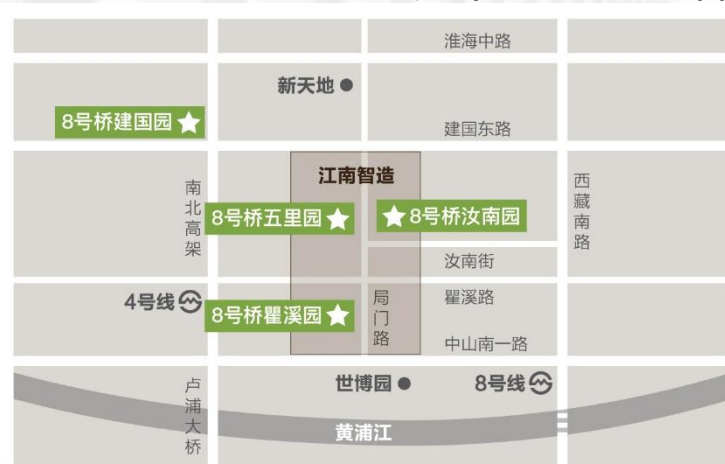 淮海中路
新天地
8号桥建国园
建国东路
江南智造
南北高架
西藏南路
8号桥五里园
8号桥汝南园
汝南街
4号线
8号桥瞿溪园
局门路
瞿溪路
中山南一路
卢浦大桥
世博园
8号线
黄浦江